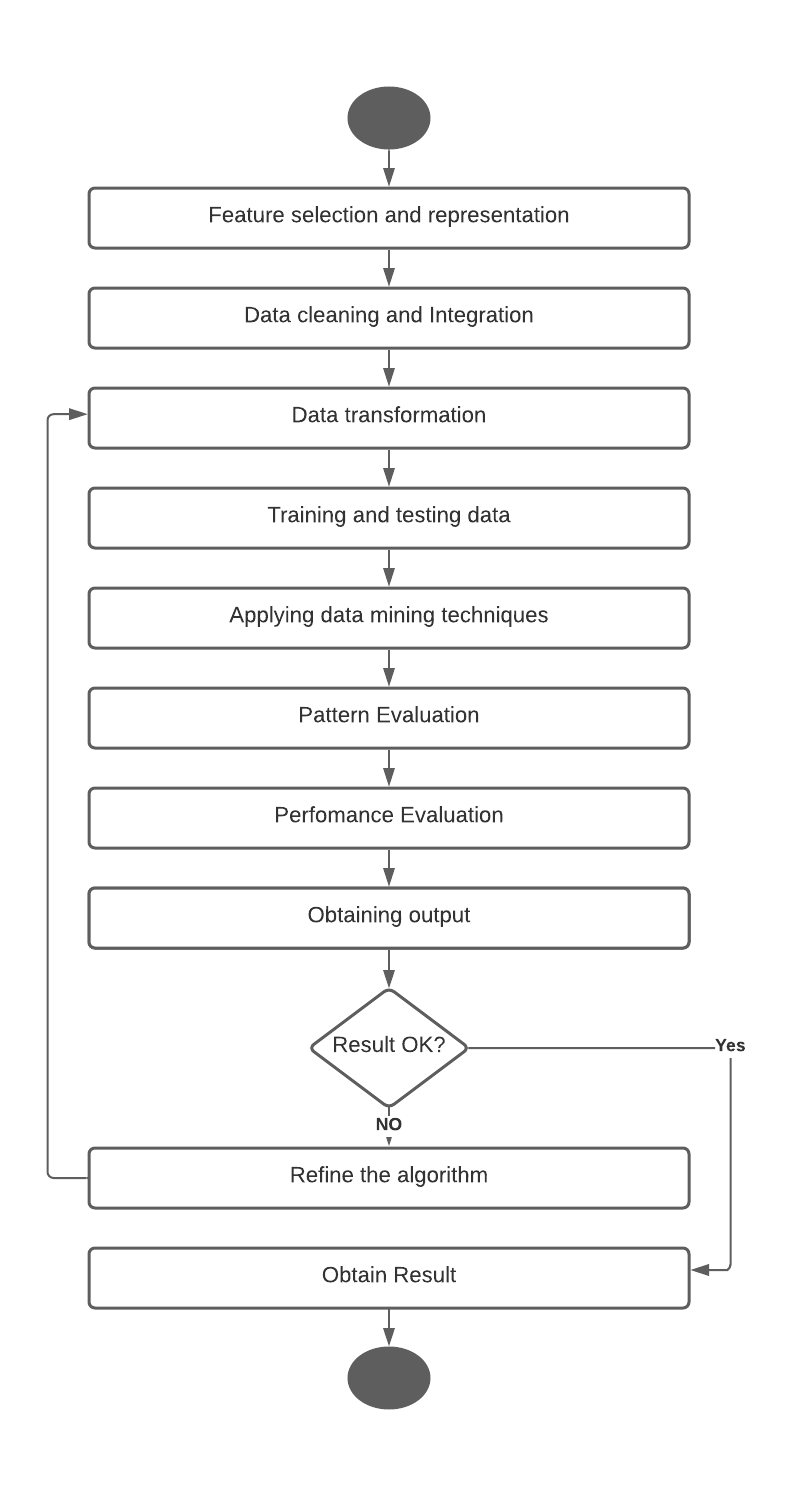 Feature selection and representation
Data cleaning and Integration
Data transformation
Training and testing data
Applying data mining techniques
Pattern Evaluation
Perfomance Evaluation
Obtaining output
Result OK?
Yes
NO
Refine the algorithm
Obtain Result